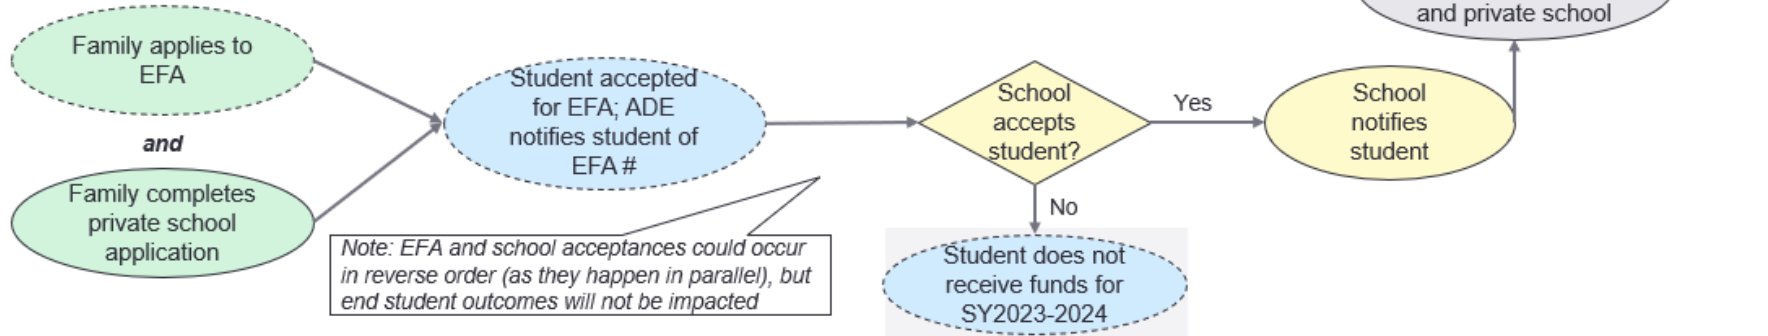 and private school
Family applies to
EFA
and
Family completes
private school
application
Student accepted
for EFA; ADE
notifies student of
EFA #
Note: EFA and school acceptances could occur
in reverse order (as they happen in parallel), but
end student outcomes will not be impacted
School
accepts
student?
Yes
No
Student does not
receive funds for
SY2023-2024
School
notifies
student